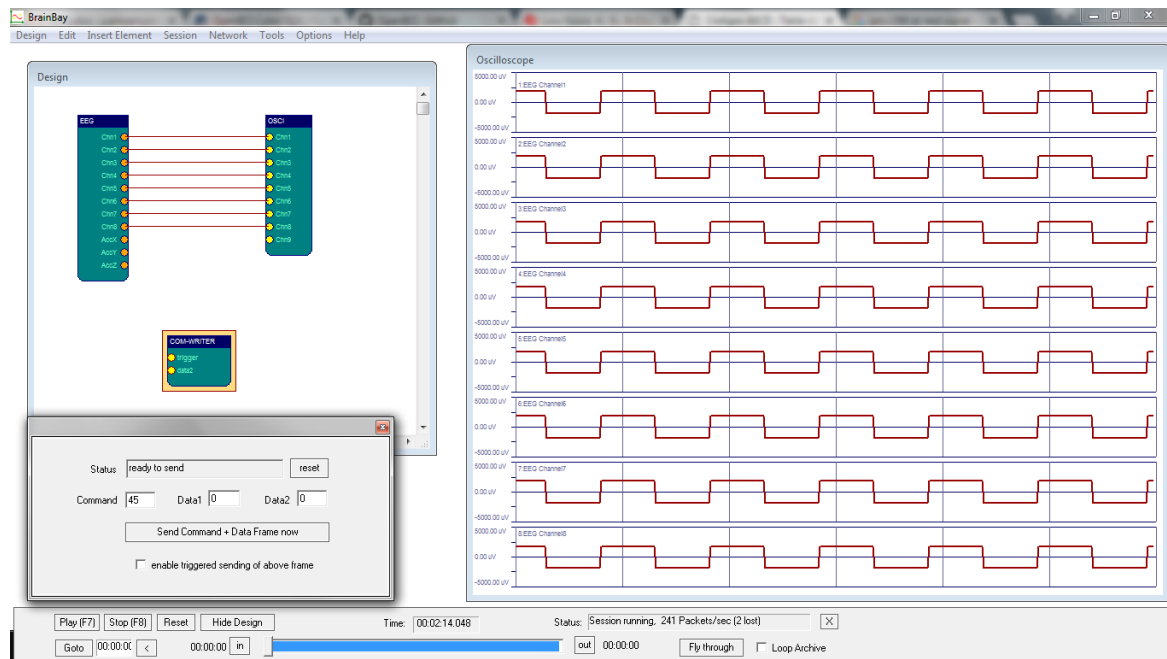 BrainBay
Design Edit Insert Element Session Network Tools Options Help
Design
EEG
Chn1
Chn2
Chn3
Chn4
Chn5
Chn6
Chn7
Chn8
AccX
AccY
AccZ
OSCI
Chn1
Chn2
Chn3
Chn4
Chn5
Chn6
Chn7
Chn8
Chn9
COM-WRITER
trigger
data2
Status ready to send reset
Command 45 Data1 0 Data2 0
Send Command + Data Frame now
enable triggered sending of above frame
Oscilloscope
5000.00 uV
1:EEG Channel1
0.00 uV
-5000.00 uV
5000.00 uV
2:EEG Channel2
0.00 uV
-5000.00 uV
5000.00 uV
3:EEG Channel3
0.00 uV
-5000.00 uV
5000.00 uV
4:EEG Channel4
0.00 uV
-5000.00 uV
5000.00 uV
5:EEG Channel5
0.00 uV
-5000.00 uV
5000.00 uV
6:EEG Channel6
0.00 uV
-5000.00 uV
5000.00 uV
7:EEG Channel7
0.00 uV
-5000.00 uV
5000.00 uV
8:EEG Channel8
0.00 uV
-5000.00 uV
Play (F7) Stop (F8) Reset Hide Design Time: 00:02:14.048 Status: Session running, 241 Packets/sec (2 lost) X
Goto 00:00:00 < 00:00:00 in out 00:00:00 Fly through Loop Archive